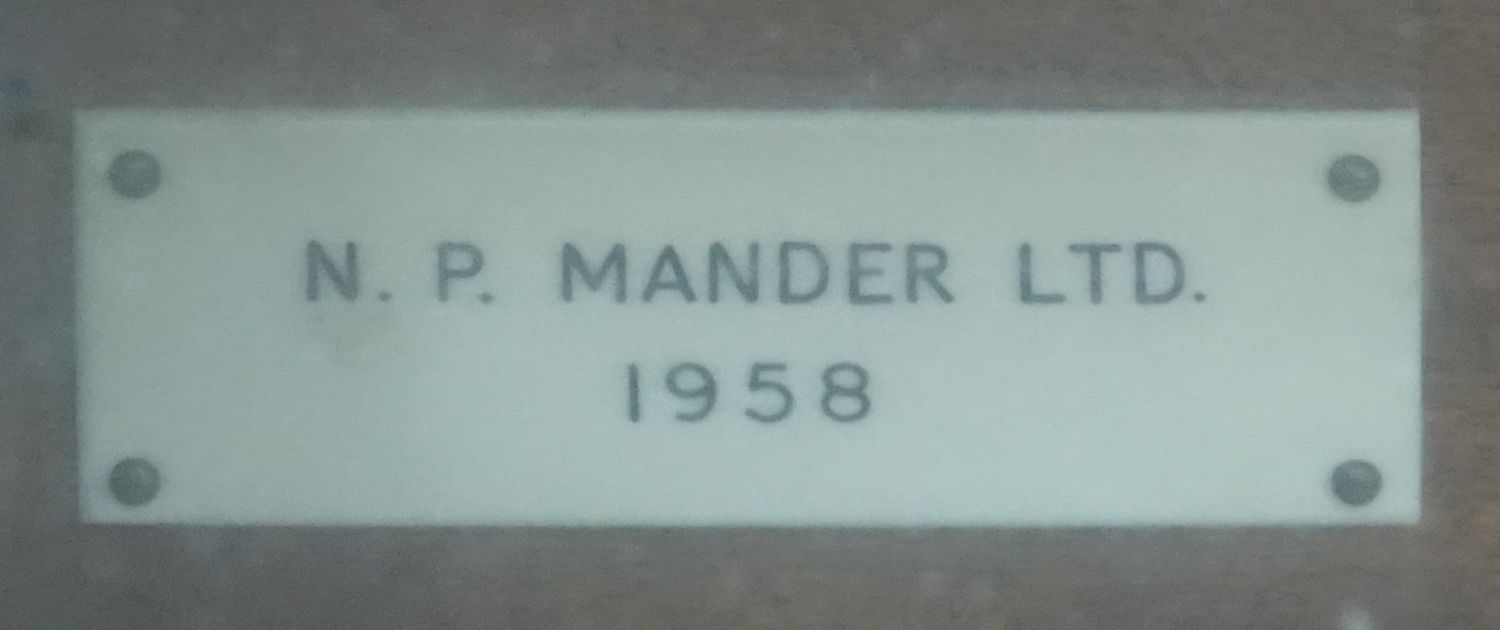 N. P. MANDER LTD.
1958